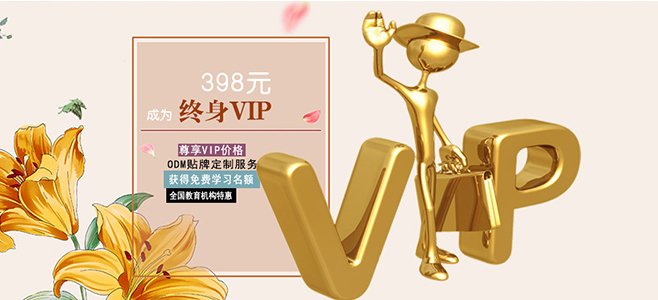 398元
成为 终身VIP
尊享VIP价格
ODM贴牌定制服务
获得免费学习名额
全国教育机构特惠
VIP